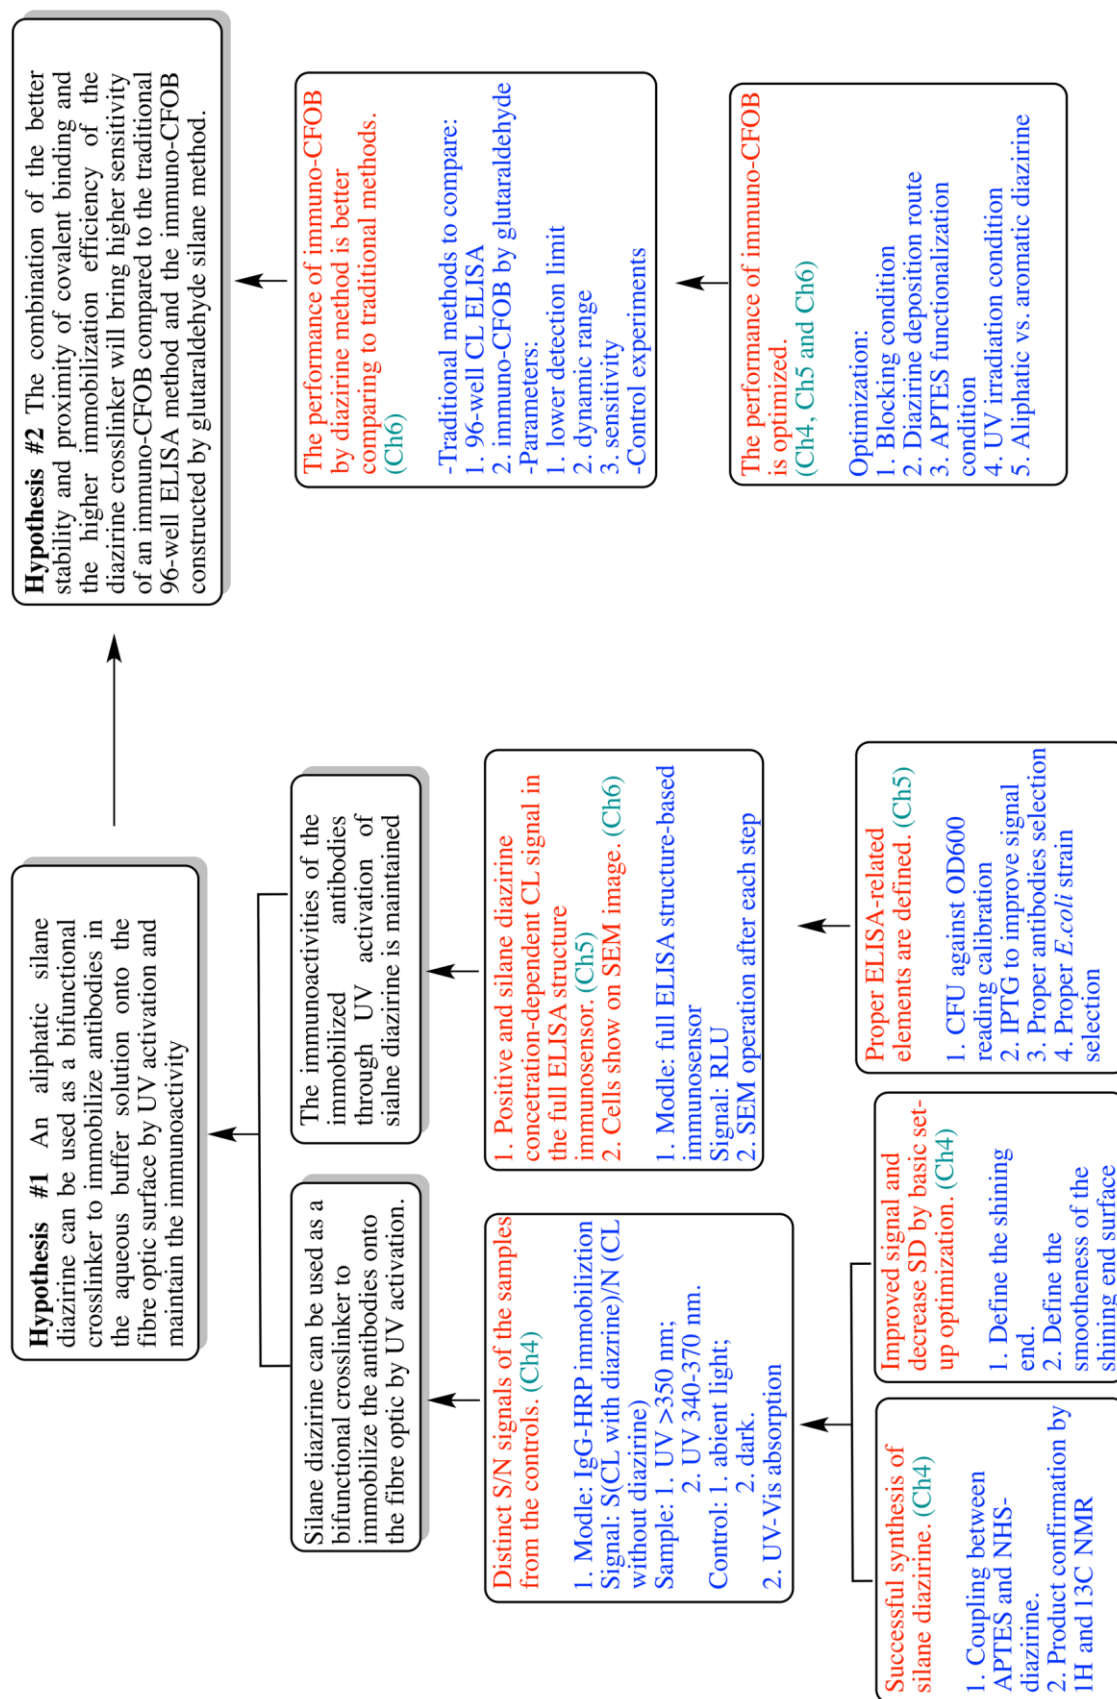 Hypothesis #1 An aliphatic silane
diazirine can be used as a bifunctional
crosslinker to immobilize antibodies in
the aqueous buffer solution onto the
fibre optic surface by UV activation and
maintain the immunoactivity
Hypothesis #2 The combination of the better
stability and proximity of covalent binding and
the higher immobilization efficiency of the
diazirine crosslinker will bring higher sensitivity
of an immuno-CFOB compared to the traditional
96-well ELISA method and the immuno-CFOB
constructed by glutaraldehyde silane method.
Silane diazirine can be used as a
bifunctional crosslinker to
immobilize the antibodies onto
the fibre optic by UV activation.
The immunoactivities of the
immobilized antibodies
through UV activation of
sialne diazirine is maintained
The performance of immuno-CFOB
by diazirine method is better
comparing to traditional methods.
(Ch6)
-Traditional methods to compare:
1. 96-well CL ELISA
2. immuno-CFOB by glutaraldehyde
-Parameters:
1. lower detection limit
2. dynamic range
3. sensitivity
-Control experiments
Distinct S/N signals of the samples
from the controls. (Ch4)
1. Modle: IgG-HRP immobiliztion
Signal: S(CL with diazine)/N (CL
without diazirine)
Sample: 1. UV >350 nm;
2. UV 340-370 nm.
Control: 1. abient light;
2. dark.
2. UV-Vis absorption
1. Positive and silane diazirine
concetration-dependent CL signal in
the full ELISA structure
immunosensor. (Ch5)
2. Cells show on SEM image. (Ch6)
1. Modle: full ELISA structure-based
immunosensor
Signal: RLU
2. SEM operation after each step
The performance of immuno-CFOB
is optimized.
(Ch4, Ch5 and Ch6)
Optimization:
1. Blocking condition
2. Diazirine deposition route
3. APTES functionalization
condition
4. UV irradiation condition
5. Aliphatic vs. aromatic diazirine
Successful synthesis of
silane diazirine. (Ch4)
1. Coupling between
APTES and NHS-
diazirine.
2. Product confirmation by
1H and 13C NMR
Improved signal and
decrease SD by basic set-
up optimization. (Ch4)
1. Define the shining
end.
2. Define the
smootheness of the
shining end surface
Proper ELISA-related
elements are defined. (Ch5)
1. CFU against OD600
reading calibration
2. IPTG to improve signal
3. Proper antibodies selection
4. Proper E.coli strain
selection